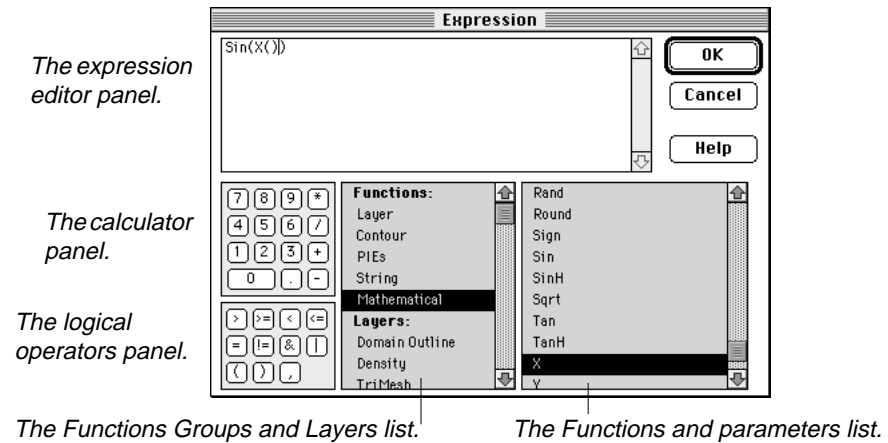 Expression
Sin(X())
OK
Cancel
Help
The expression
editor panel.
The calculator
panel.
7 8 9 *
4 5 6 /
1 2 3 +
0 . -
The logical
operators panel.
> >= < <=
= != & |
( ) ,
Functions:
Layer
Contour
PIEs
String
Mathematical
Layers:
Domain Outline
Density
TriMesh
Rand
Round
Sign
Sin
SinH
Sqrt
Tan
TanH
X
Y
The Functions Groups and Layers list.
The Functions and parameters list.